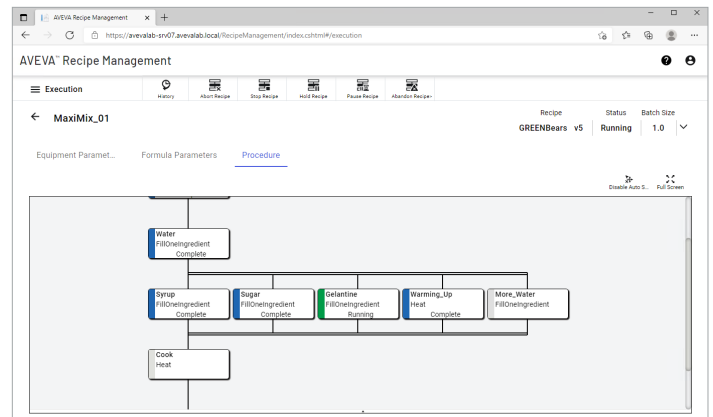 AVEVA Recipe Management
https://avevalab-srv07.avevalab.local/RecipeManagement/index.cshtml#/execution
AVEVA™ Recipe Management
Execution
History
Abort Recipe
Stop Recipe
Hold Recipe
Pause Recipe
Abandon Recipe>
MaxiMix_01
Recipe
Status
Batch Size
GREENBears v5
Running
1.0
Equipment Paramet...
Formula Parameters
Procedure
Disable Auto S...
Full Screen
Water
FillOneIngredient
Complete
Syrup
FillOneIngredient
Complete
Sugar
FillOneIngredient
Complete
Gelantine
FillOneIngredient
Running
Warming_Up
Heat
Complete
More_Water
FillOneIngredient
Cook
Heat